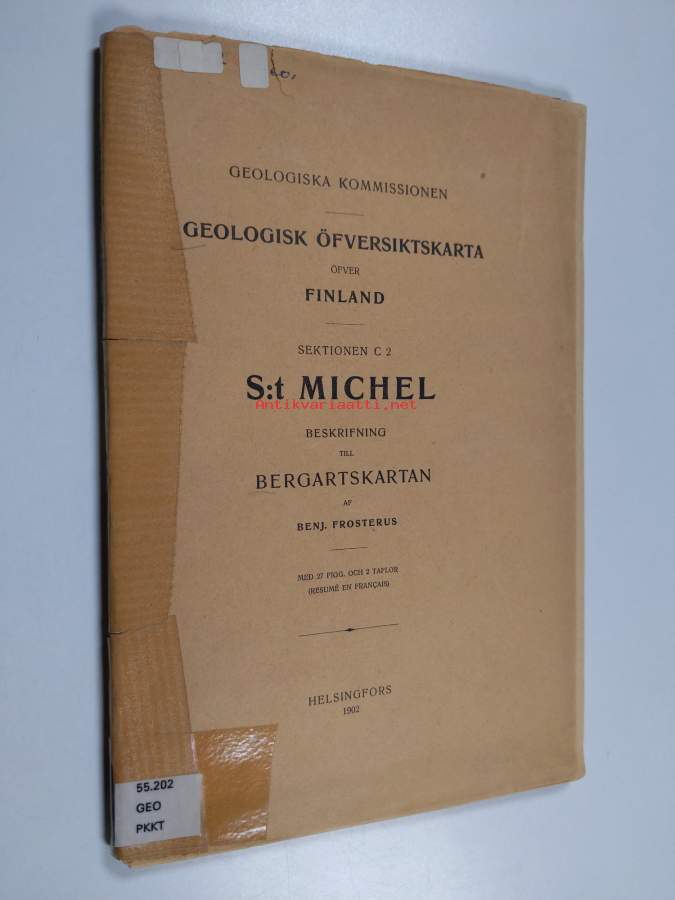 GEOLOGISKA KOMMISSIONEN
GEOLOGISK ÖFVERSIKTSKARTA
ÖFVER
FINLAND
SEKTIONEN C 2
S:t MICHEL
Antikvariaatti.net
BESKRIFNING
TILL
BERGARTSKARTAN
AF
BENJ. FROSTERUS
MED 27 FIGG. OCH 2 TAFLOR
(RESUMÉ EN FRANÇAIS)
HELSINGFORS
1902
55.202
GEO
PKKT